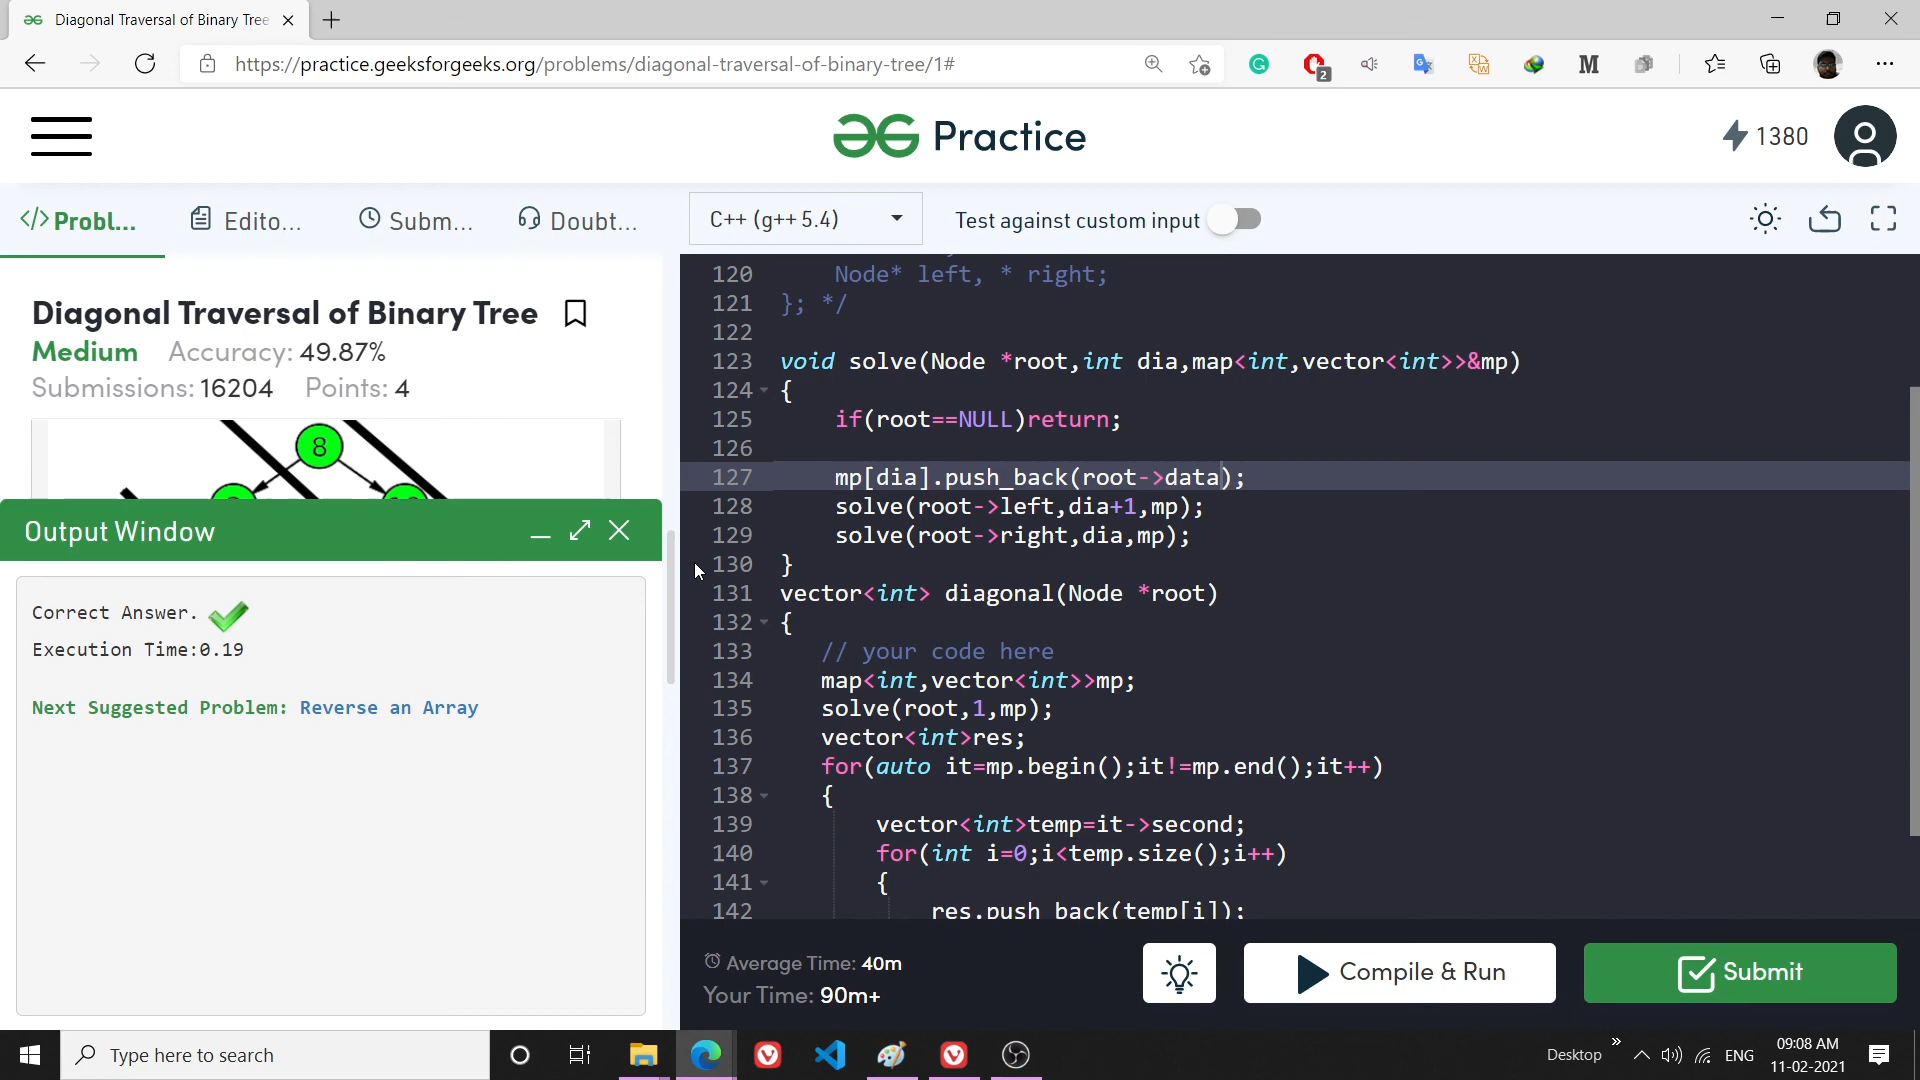 Diagonal Traversal of Binary Tree
https://practice.geeksforgeeks.org/problems/diagonal-traversal-of-binary-tree/1#
2
M
Practice
1380
</>Probl...
Edito...
Subm...
Doubt...
C++ (g++ 5.4)
Test against custom input
Diagonal Traversal of Binary Tree
Medium Accuracy: 49.87%
Submissions: 16204 Points: 4
8
Output Window
Correct Answer.
Execution Time:0.19
Next Suggested Problem: Reverse an Array
120 Node* left, * right;
121 }; */
122
123 void solve(Node *root,int dia,map<int,vector<int>>&mp)
124 {
125 if(root==NULL)return;
126
127 mp[dia].push_back(root->data);
128 solve(root->left,dia+1,mp);
129 solve(root->right,dia,mp);
130 }
131 vector<int> diagonal(Node *root)
132 {
133 // your code here
134 map<int,vector<int>>mp;
135 solve(root,1,mp);
136 vector<int>res;
137 for(auto it=mp.begin();it!=mp.end();it++)
138 {
139 vector<int>temp=it->second;
140 for(int i=0;i<temp.size();i++)
141 {
142 res.push_back(temp[i]);
Average Time: 40m
Your Time: 90m+
Compile & Run
Submit
Type here to search
Desktop
ENG
09:08 AM
11-02-2021